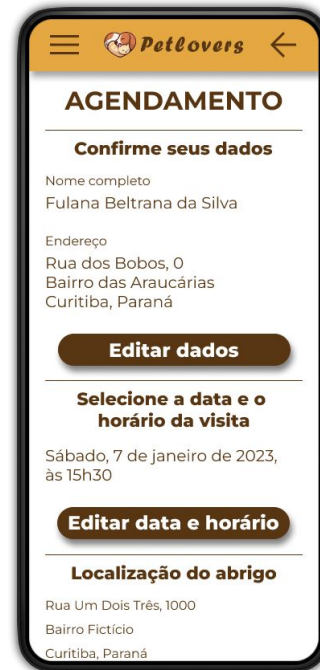 Petlovers
AGENDAMENTO
Confirme seus dados
Nome completo
Fulana Beltrana da Silva
Endereço
Rua dos Bobos, 0
Bairro das Araucárias
Curitiba, Paraná
Editar dados
Selecione a data e o
horário da visita
Sábado, 7 de janeiro de 2023,
às 15h30
Editar data e horário
Localização do abrigo
Rua Um Dois Três, 1000
Bairro Fictício
Curitiba, Paraná